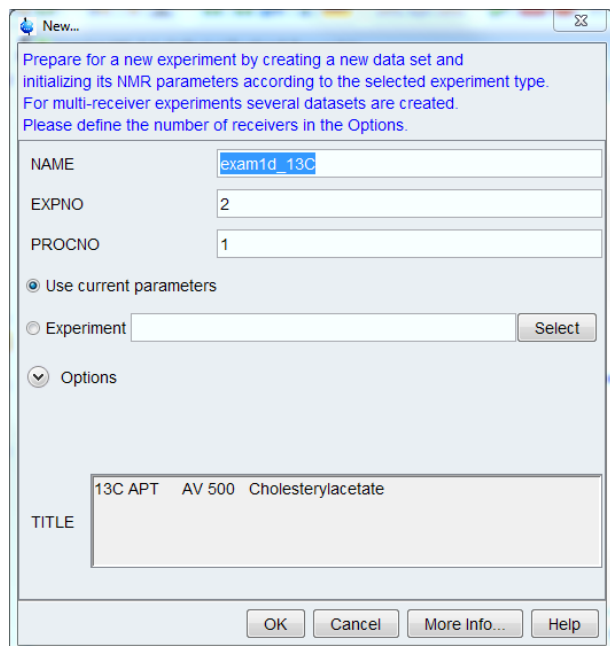 New...
Prepare for a new experiment by creating a new data set and
initializing its NMR parameters according to the selected experiment type.
For multi-receiver experiments several datasets are created.
Please define the number of receivers in the Options.
NAME exam1d_13C
EXPNO 2
PROCNO 1
Use current parameters
Experiment Select
Options
13C APT AV 500 Cholesterylacetate
TITLE
OK Cancel More Info... Help